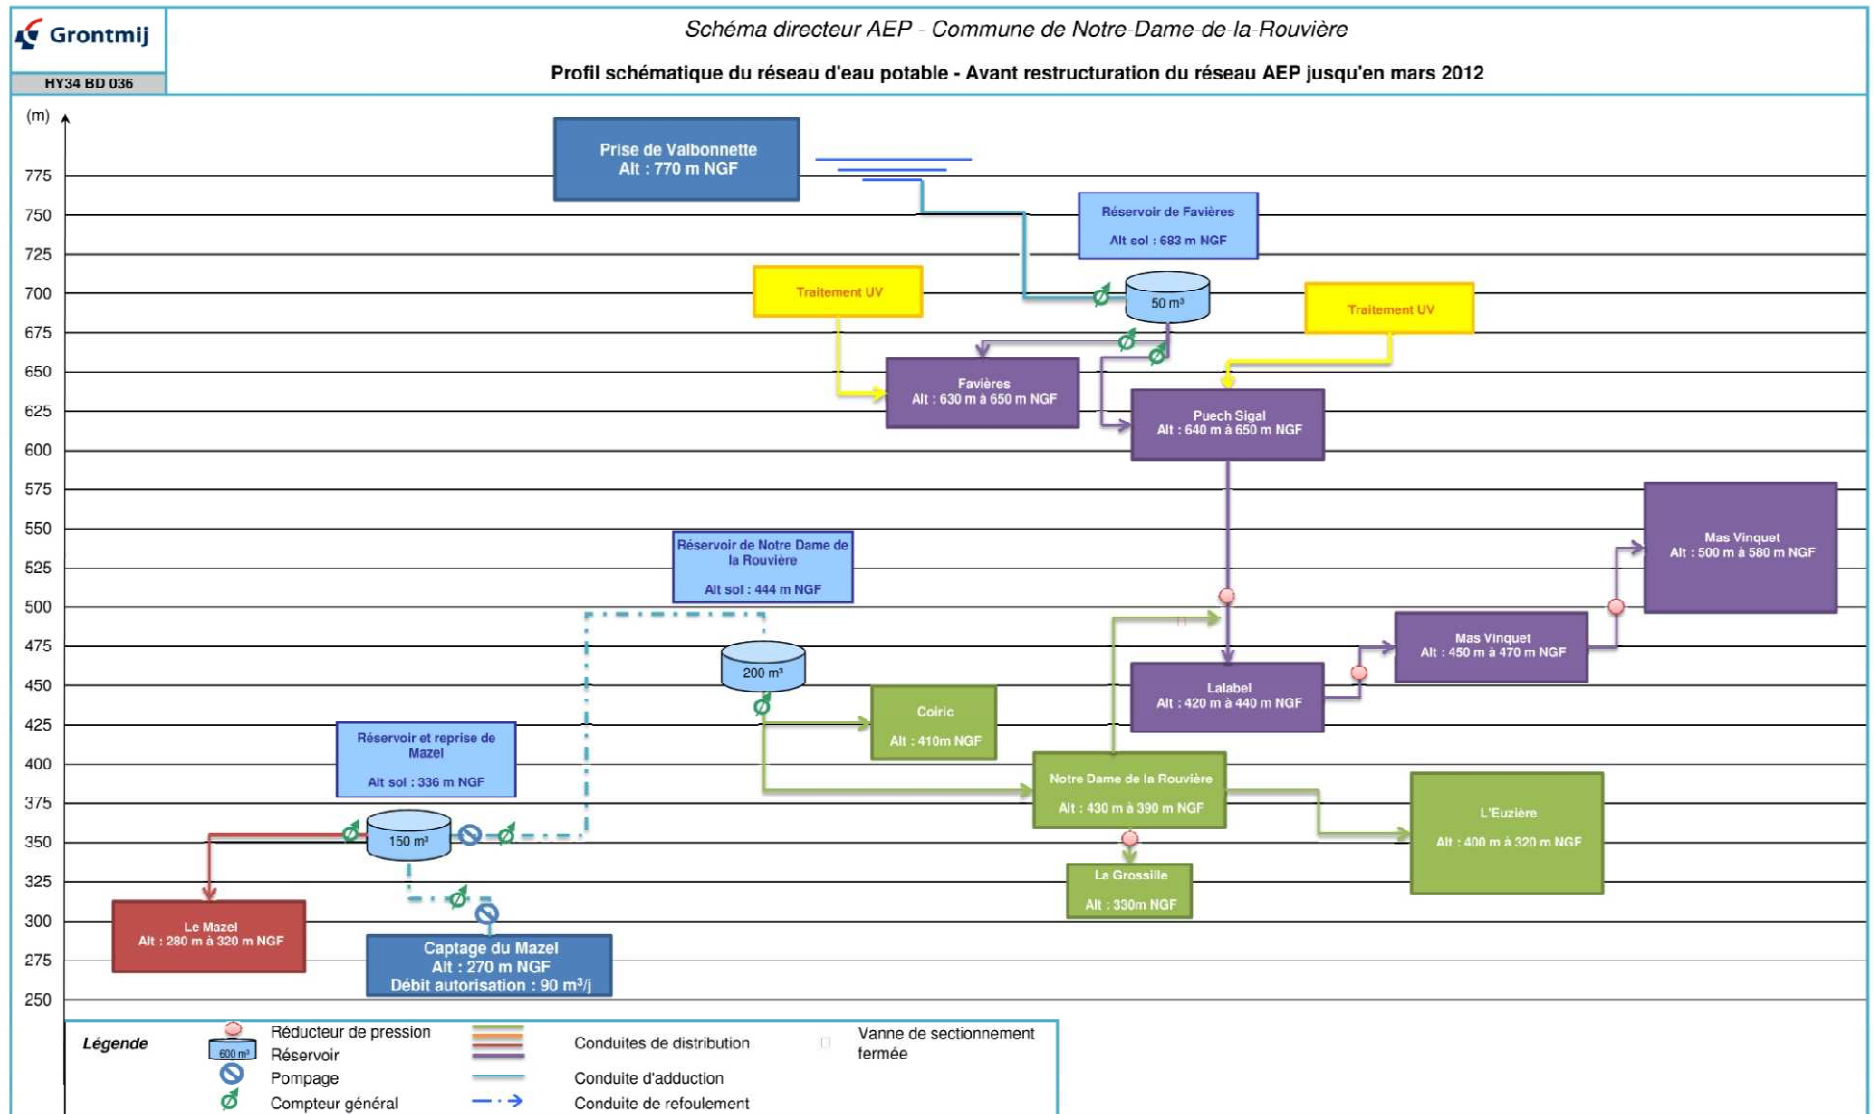 Grontmij
HY34 BD 036
Schéma directeur AEP - Commune de Notre-Dame-de-la-Rouvière
Profil schématique du réseau d'eau potable - Avant restructuration du réseau AEP jusqu'en mars 2012
(m)
775
750
725
700
675
650
625
600
575
550
525
500
475
450
425
400
375
350
325
300
275
250
Prise de Valbonnette
Alt : 770 m NGF
Réservoir de Favières
Alt sol : 683 m NGF
50 m³
Traitement UV
Traitement UV
Favières
Alt : 630 m à 650 m NGF
Puech Sigal
Alt : 640 m à 650 m NGF
Mas Vinquet
Alt : 500 m à 580 m NGF
Réservoir de Notre Dame de
la Rouvière
Alt sol : 444 m NGF
200 m³
Mas Vinquet
Alt : 450 m à 470 m NGF
Lalabel
Alt : 420 m à 440 m NGF
Coiric
Alt : 410m NGF
Réservoir et reprise de
Mazel
Alt sol : 336 m NGF
150 m³
Notre Dame de la Rouvière
Alt : 430 m à 390 m NGF
L'Euzière
Alt : 400 m à 320 m NGF
La Grossille
Alt : 330m NGF
Le Mazel
Alt : 280 m à 320 m NGF
Captage du Mazel
Alt : 270 m NGF
Débit autorisation : 90 m³/j
Légende
Réducteur de pression
600 m³
Réservoir
Pompage
Compteur général
Conduites de distribution
Conduite d'adduction
Conduite de refoulement
Vanne de sectionnement
fermée